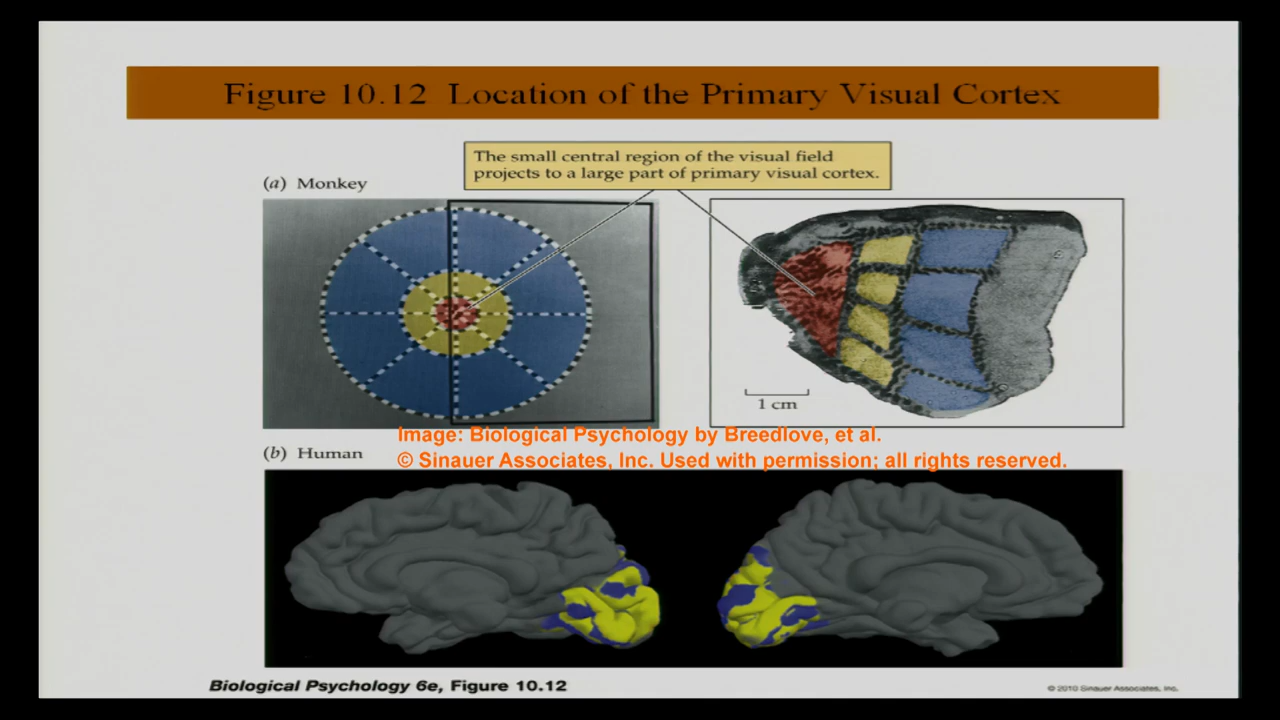 Figure 10.12 Location of the Primary Visual Cortex
The small central region of the visual field
projects to a large part of primary visual cortex.
(a) Monkey
1 cm
Image: Biological Psychology by Breedlove, et al.
© Sinauer Associates, Inc. Used with permission; all rights reserved.
(b) Human
Biological Psychology 6e, Figure 10.12
© 2010 Sinauer Associates, Inc.